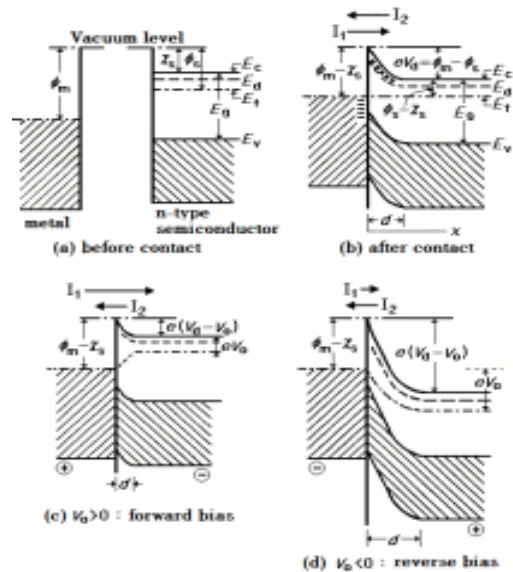 Vacuum level
χs ϕs
ϕm
Ec
Ed
Ef
Eg
Ev
metal
n-type
semiconductor
(a) before contact
I2
I1
eVd=ϕm−ϕs
ϕm−χs
Ec
Ed
Ef
ϕs−χs
Eg
Ev
d
x
(b) after contact
I1
I2
e(Vd−Va)
ϕm−χs
eVa
⊕
⊖
d
(c) Va>0 : forward bias
I1
I2
ϕm−χs
e(Vd−Va)
eVa
⊖
⊕
d
(d) Va<0 : reverse bias